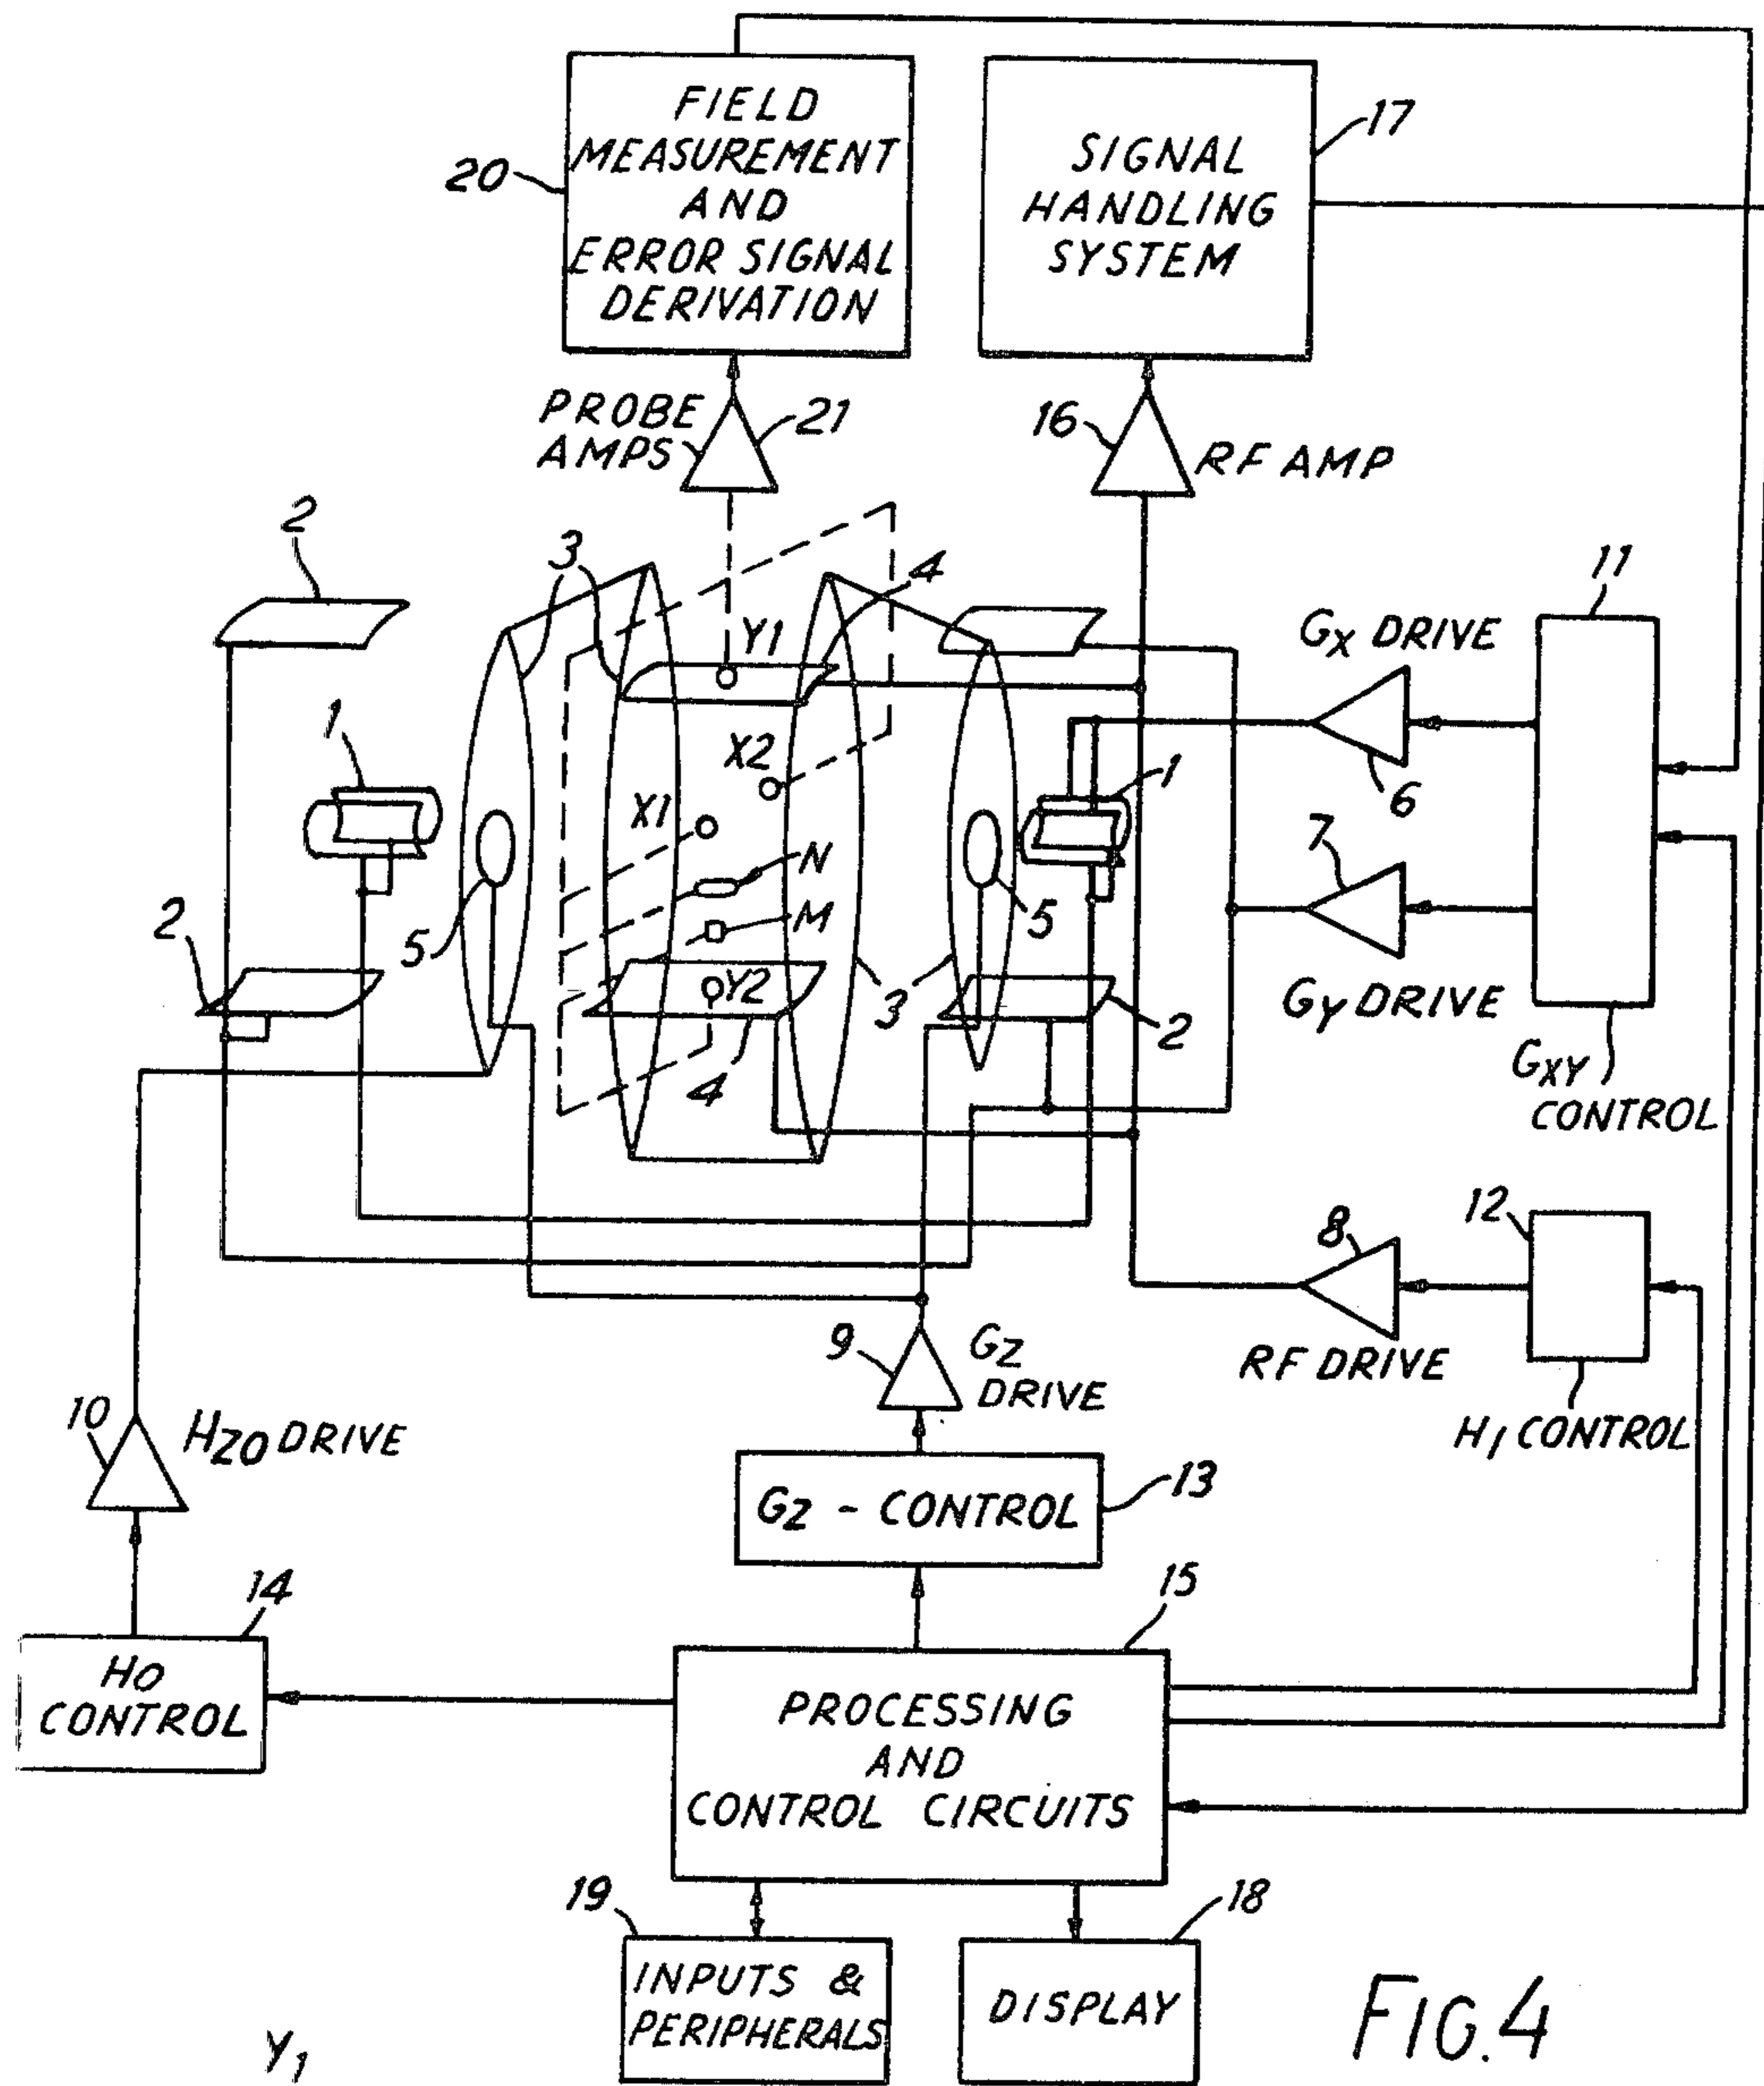 FIELD
MEASUREMENT
AND
ERROR SIGNAL
DERIVATION
20
SIGNAL
HANDLING
SYSTEM
17
PROBE
AMPS
21
16
RF AMP
2
3
4
11
Y1
GX DRIVE
1
X2
1
6
X1
7
N
5
M
5
2
Y2
3
2
GY DRIVE
4
GXY
CONTROL
12
8
9
GZ
DRIVE
RF DRIVE
10
HZO DRIVE
H1 CONTROL
GZ - CONTROL
13
14
15
HO
CONTROL
PROCESSING
AND
CONTROL CIRCUITS
19
18
INPUTS &
PERIPHERALS
DISPLAY
FIG.4
Y1